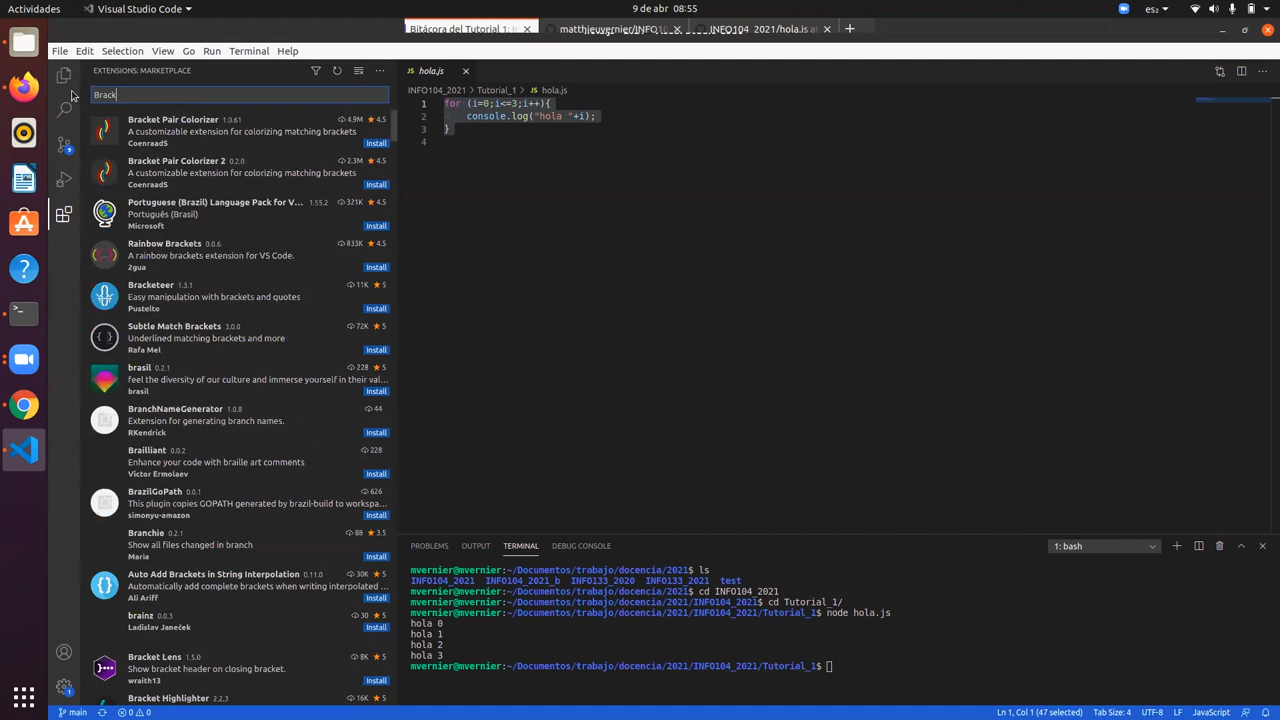 Actividades
Visual Studio Code
9 de abr 08:55
es2
Bitácora del Tutorial 1: I
matthieuvernier/INFO10
INFO104_2021/hola.js at
File Edit Selection View Go Run Terminal Help
EXTENSIONS: MARKETPLACE
Brack
Bracket Pair Colorizer 1.0.61 4.9M 4.5
A customizable extension for colorizing matching brackets
CoenraadS Install
Bracket Pair Colorizer 2 0.2.0 2.3M 4.5
A customizable extension for colorizing matching brackets
CoenraadS Install
Portuguese (Brazil) Language Pack for V... 1.55.2 321K 4.5
Português (Brasil)
Microsoft Install
Rainbow Brackets 0.0.6 833K 4.5
A rainbow brackets extension for VS Code.
2gua Install
Bracketeer 1.3.1 11K 5
Easy manipulation with brackets and quotes
Pustelto Install
Subtle Match Brackets 3.0.0 72K 5
Underlined matching brackets and more
Rafa Mel Install
brasil 0.2.1 228 5
feel the diversity of our culture and immerse yourself in their val...
brasil Install
BranchNameGenerator 1.0.8 44
Extension for generating branch names.
RKendrick Install
Brailliant 0.0.2 228
Enhance your code with braille art comments
Victor Ermolaev Install
BrazilGoPath 0.0.1 626
This plugin copies GOPATH generated by brazil-build to workspa...
simonyu-amazon Install
Branchie 0.2.1 88 3.5
Show all files changed in branch
Maria Install
Auto Add Brackets in String Interpolation 0.11.0 30K 5
Automatically add complete brackets when writing interpolated ...
Ali Ariff Install
brainz 0.0.3 30 5
Ladislav Janeček Install
Bracket Lens 1.5.0 8K 5
Show bracket header on closing bracket.
wraith13 Install
Bracket Highlighter 2.2.3 16K 5
9
1
JS hola.js
INFO104_2021 > Tutorial_1 > JS hola.js
1 for (i=0;i<=3;i++){
2 console.log("hola "+i);
3 }
4
PROBLEMS OUTPUT TERMINAL DEBUG CONSOLE
1: bash
mvernier@mvernier:~/Documentos/trabajo/docencia/2021$ ls
INFO104_2021 INFO104_2021_b INFO133_2020 INFO133_2021 test
mvernier@mvernier:~/Documentos/trabajo/docencia/2021$ cd INFO104_2021
mvernier@mvernier:~/Documentos/trabajo/docencia/2021/INFO104_2021$ cd Tutorial_1/
mvernier@mvernier:~/Documentos/trabajo/docencia/2021/INFO104_2021/Tutorial_1$ node hola.js
hola 0
hola 1
hola 2
hola 3
mvernier@mvernier:~/Documentos/trabajo/docencia/2021/INFO104_2021/Tutorial_1$
main 0 0
Ln 1, Col 1 (47 selected) Tab Size: 4 UTF-8 LF JavaScript